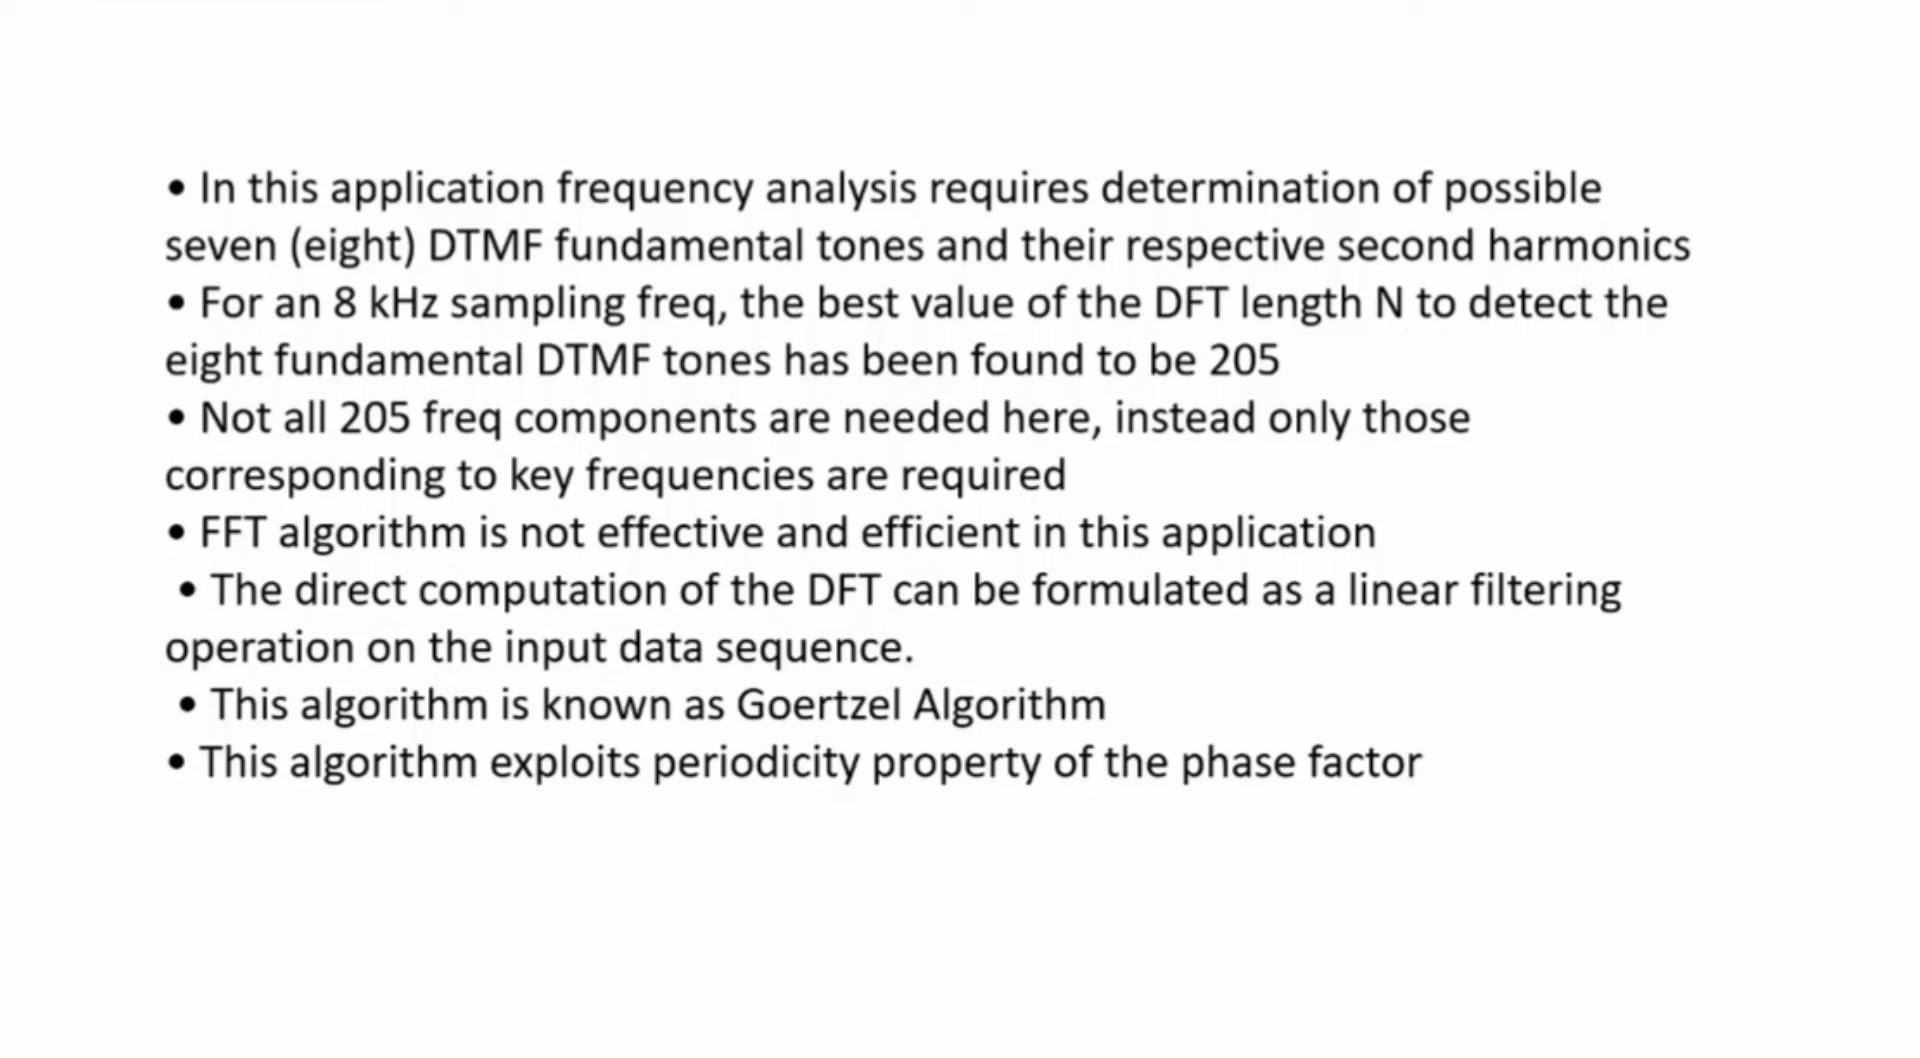 • In this application frequency analysis requires determination of possible
seven (eight) DTMF fundamental tones and their respective second harmonics
• For an 8 kHz sampling freq, the best value of the DFT length N to detect the
eight fundamental DTMF tones has been found to be 205
• Not all 205 freq components are needed here, instead only those
corresponding to key frequencies are required
• FFT algorithm is not effective and efficient in this application
• The direct computation of the DFT can be formulated as a linear filtering
operation on the input data sequence.
• This algorithm is known as Goertzel Algorithm
• This algorithm exploits periodicity property of the phase factor